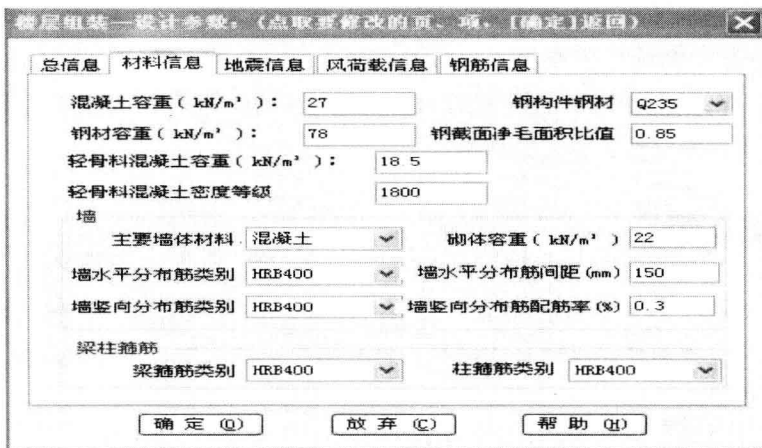 楼层组装—设计参数:(点取要修改的页、项,[确定]返回)
总信息 材料信息 地震信息 风荷载信息 钢筋信息
混凝土容重(kN/m³): 27 钢构件钢材 Q235
钢材容重(kN/m³): 78 钢截面净毛面积比值 0.85
轻骨料混凝土容重(kN/m³): 18.5
轻骨料混凝土密度等级 1800
墙
主要墙体材料 混凝土 砌体容重(kN/m³) 22
墙水平分布筋类别 HRB400 墙水平分布筋间距(mm) 150
墙竖向分布筋类别 HRB400 墙竖向分布筋配筋率(%) 0.3
梁柱箍筋
梁箍筋类别 HRB400 柱箍筋类别 HRB400
确定(O) 放弃(C) 帮助(H)